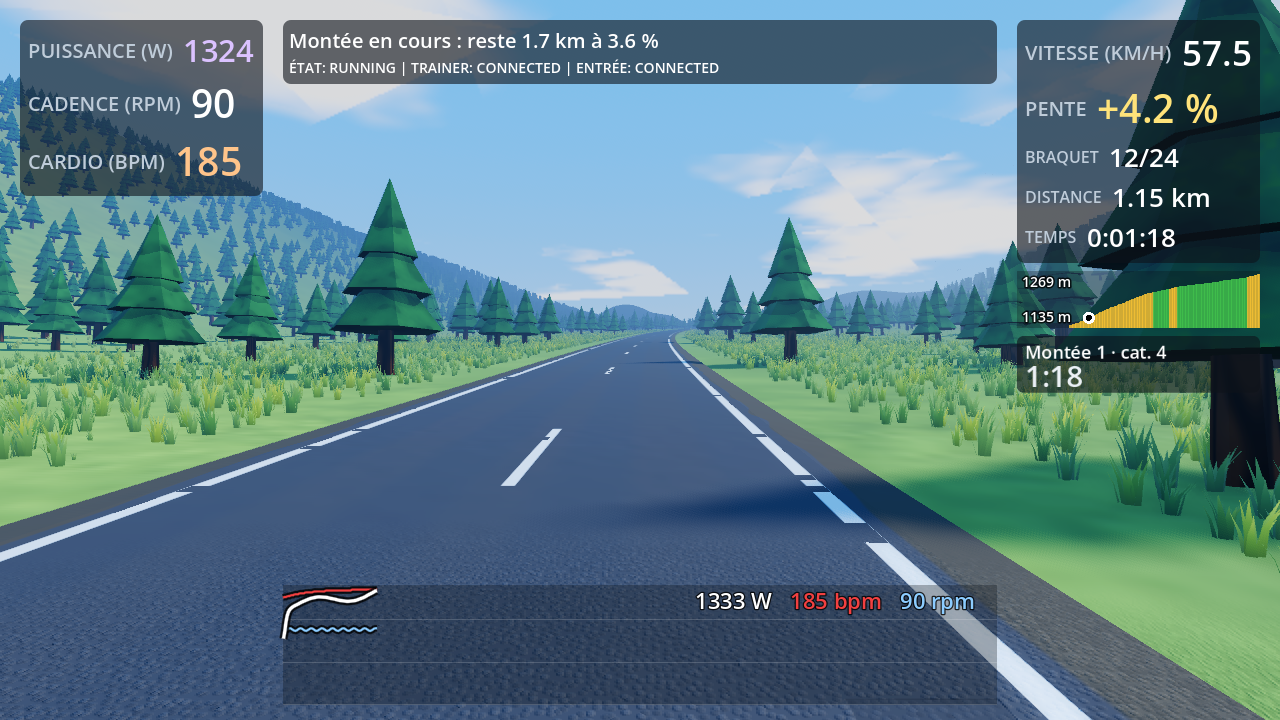 PUISSANCE (W) 1324
CADENCE (RPM) 90
CARDIO (BPM) 185
Montée en cours : reste 1.7 km à 3.6 %
ÉTAT: RUNNING | TRAINER: CONNECTED | ENTRÉE: CONNECTED
VITESSE (KM/H) 57.5
PENTE +4.2 %
BRAQUET 12/24
DISTANCE 1.15 km
TEMPS 0:01:18
1269 m
1135 m
Montée 1 · cat. 4
1:18
1333 W 185 bpm 90 rpm